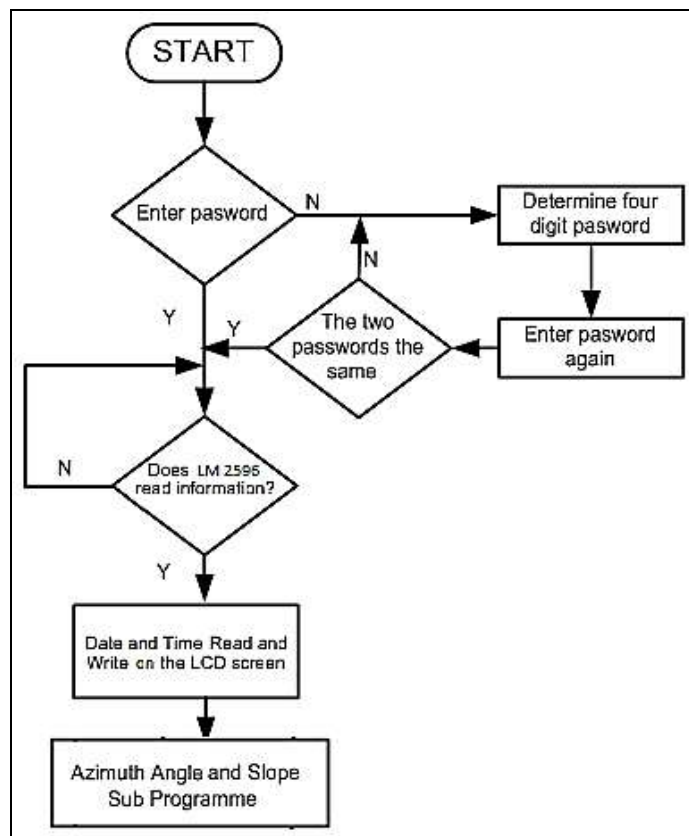 START
Enter pasword
N
Determine four
digit pasword
N
Y
Y
The two
passwords the
same
Enter pasword
again
N
Does LM 2596
read information?
Y
Date and Time Read and
Write on the LCD screen
Azimuth Angle and Slope
Sub Programme